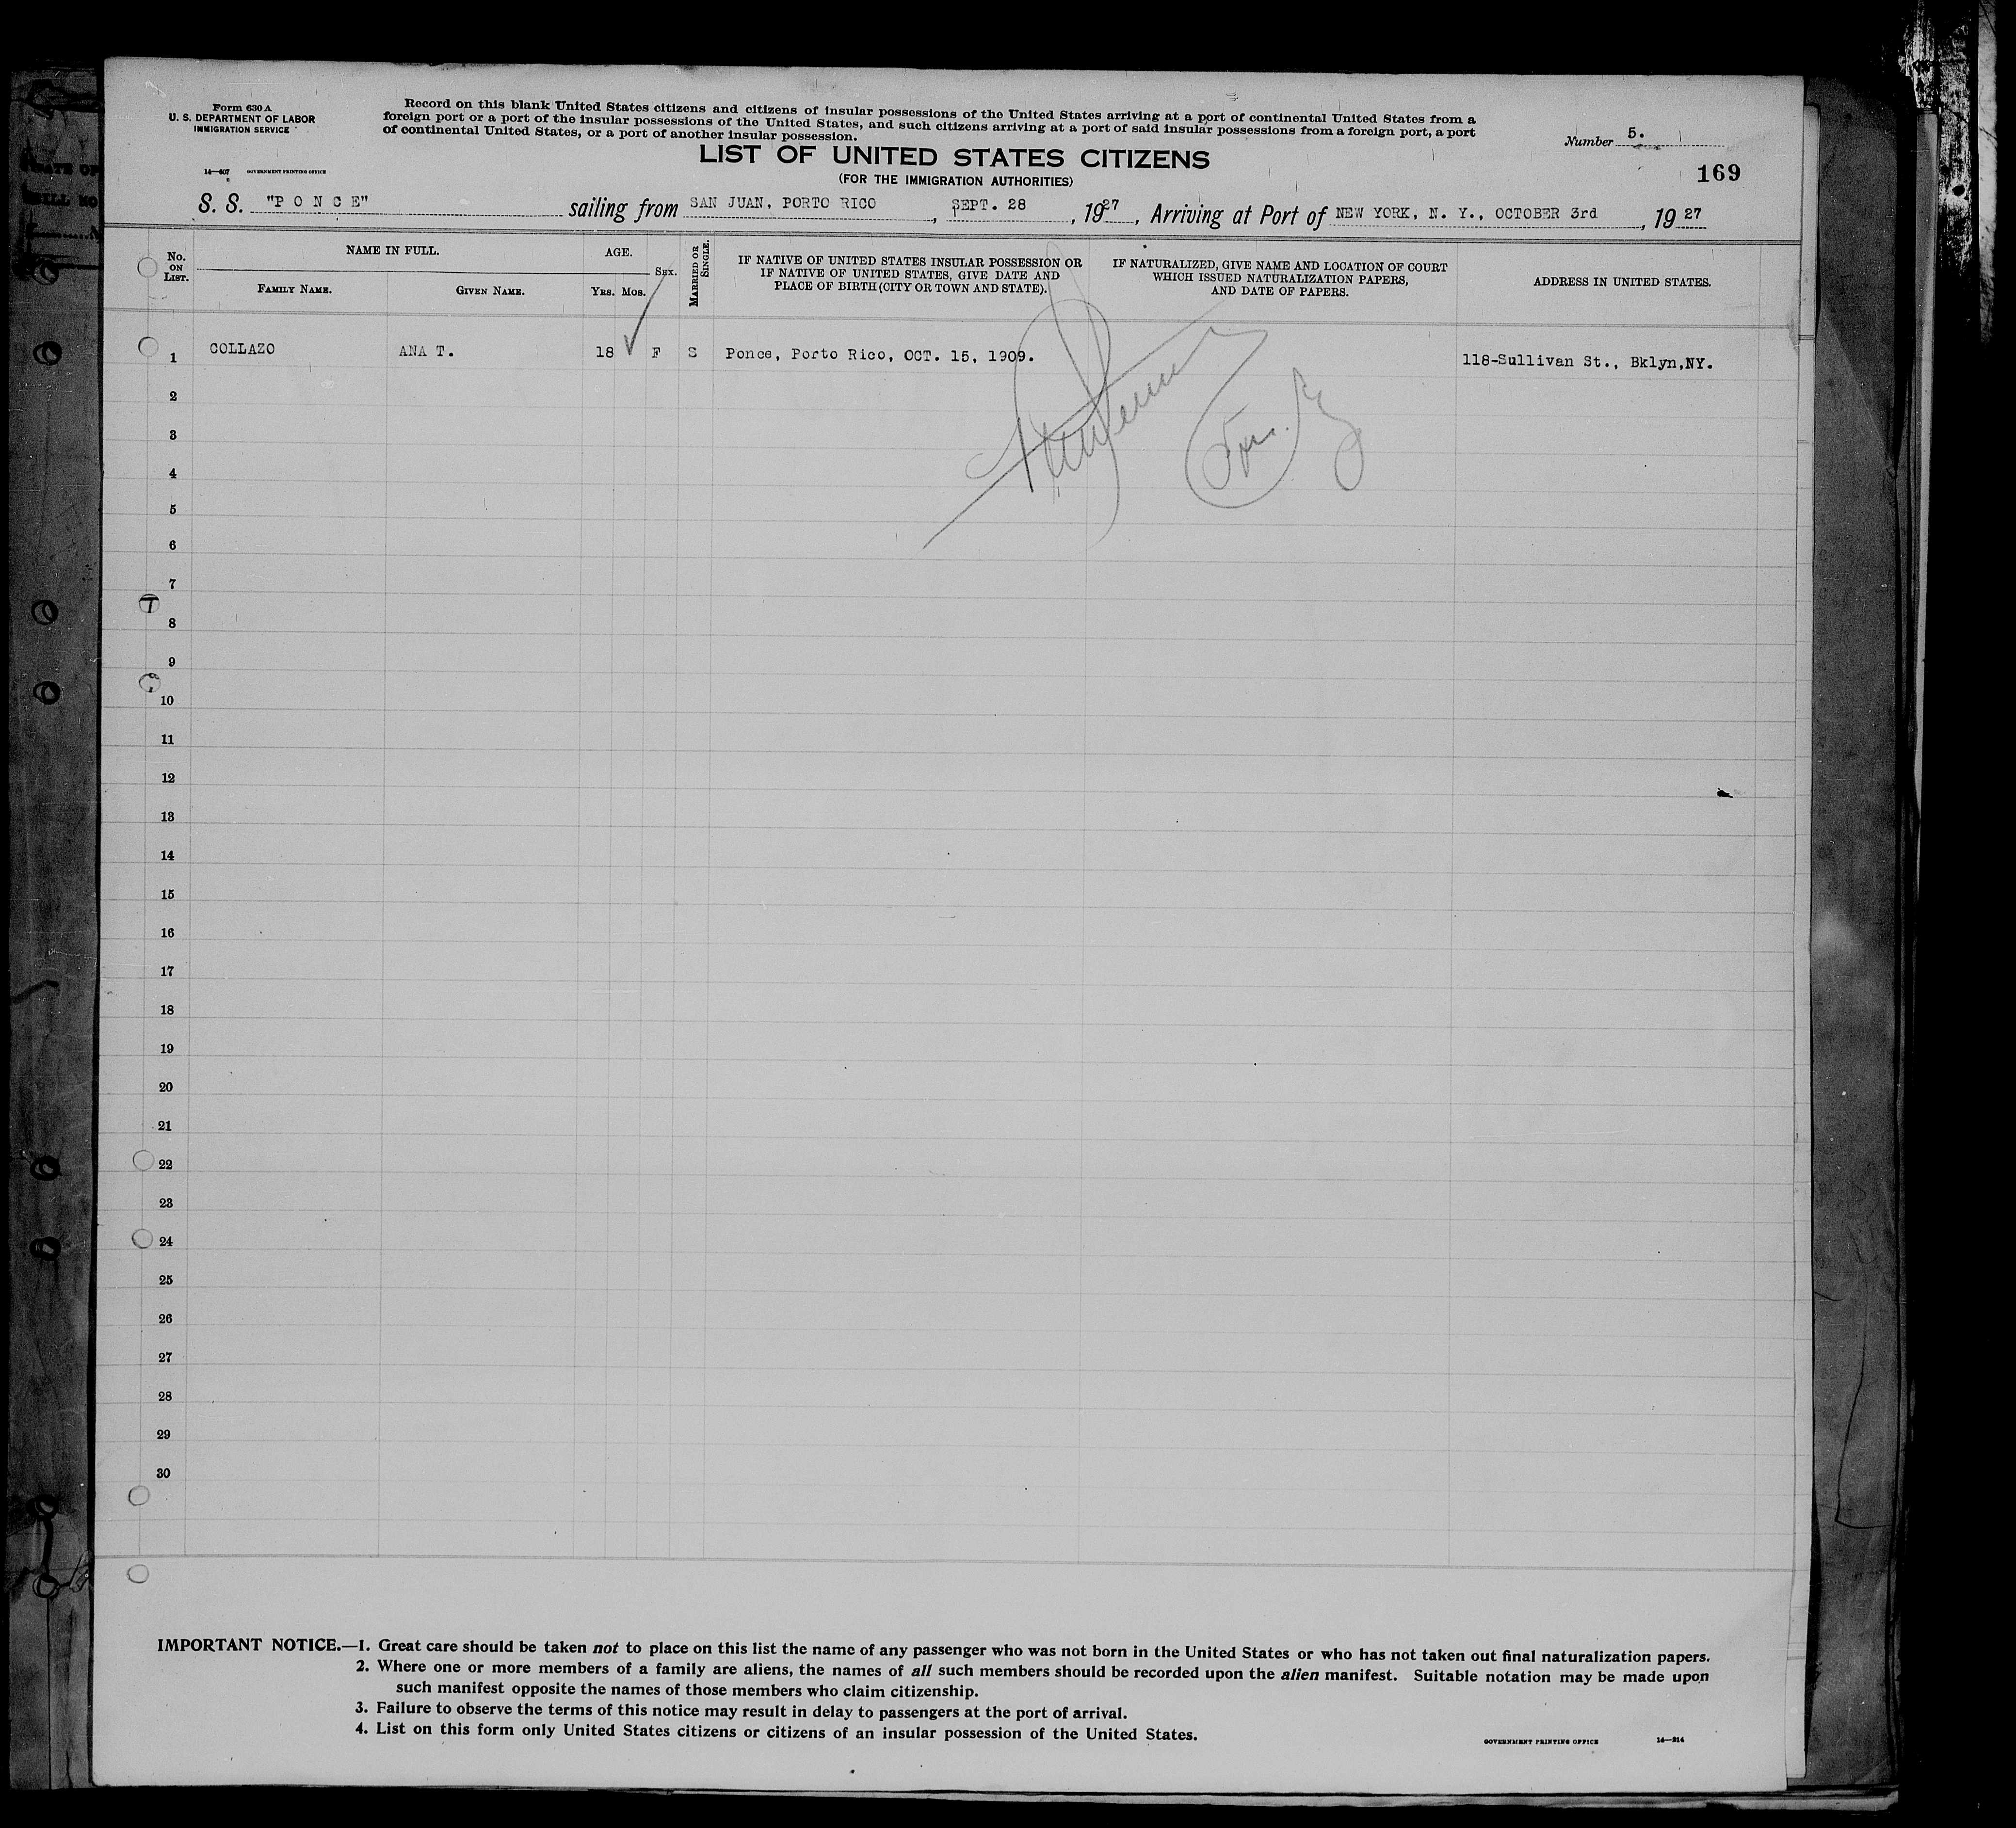 Form 630 A
U. S. DEPARTMENT OF LABOR
IMMIGRATION SERVICE
14—607 GOVERNMENT PRINTING OFFICE
Record on this blank United States citizens and citizens of insular possessions of the United States arriving at a port of continental United States from a
foreign port or a port of the insular possessions of the United States, and such citizens arriving at a port of said insular possessions from a foreign port, a port
of continental United States, or a port of another insular possession.
LIST OF UNITED STATES CITIZENS
(FOR THE IMMIGRATION AUTHORITIES)
Number 5.
169
S. S. "P O N C E" sailing from SAN JUAN, PORTO RICO, SEPT. 28, 1927, Arriving at Port of NEW YORK, N. Y., OCTOBER 3rd, 1927
No. ON LIST.
NAME IN FULL.
FAMILY NAME.
GIVEN NAME.
AGE.
YRS. MOS.
SEX.
MARRIED OR SINGLE.
IF NATIVE OF UNITED STATES INSULAR POSSESSION OR
IF NATIVE OF UNITED STATES, GIVE DATE AND
PLACE OF BIRTH (CITY OR TOWN AND STATE).
IF NATURALIZED, GIVE NAME AND LOCATION OF COURT
WHICH ISSUED NATURALIZATION PAPERS,
AND DATE OF PAPERS.
ADDRESS IN UNITED STATES.
1 COLLAZO ANA T. 18 F S Ponce, Porto Rico, OCT. 15, 1909. 118-Sullivan St., Bklyn,NY.
2
3
4
5
6
7
8
9
10
11
12
13
14
15
16
17
18
19
20
21
22
23
24
25
26
27
28
29
30
IMPORTANT NOTICE.—1. Great care should be taken not to place on this list the name of any passenger who was not born in the United States or who has not taken out final naturalization papers.
2. Where one or more members of a family are aliens, the names of all such members should be recorded upon the alien manifest. Suitable notation may be made upon
such manifest opposite the names of those members who claim citizenship.
3. Failure to observe the terms of this notice may result in delay to passengers at the port of arrival.
4. List on this form only United States citizens or citizens of an insular possession of the United States.
GOVERNMENT PRINTING OFFICE 14—214